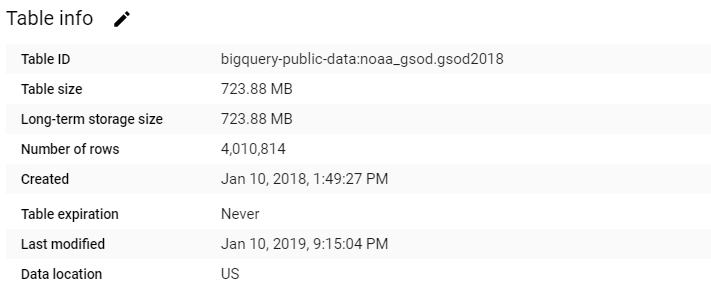 Table info
Table ID bigquery-public-data:noaa_gsod.gsod2018
Table size 723.88 MB
Long-term storage size 723.88 MB
Number of rows 4,010,814
Created Jan 10, 2018, 1:49:27 PM
Table expiration Never
Last modified Jan 10, 2019, 9:15:04 PM
Data location US